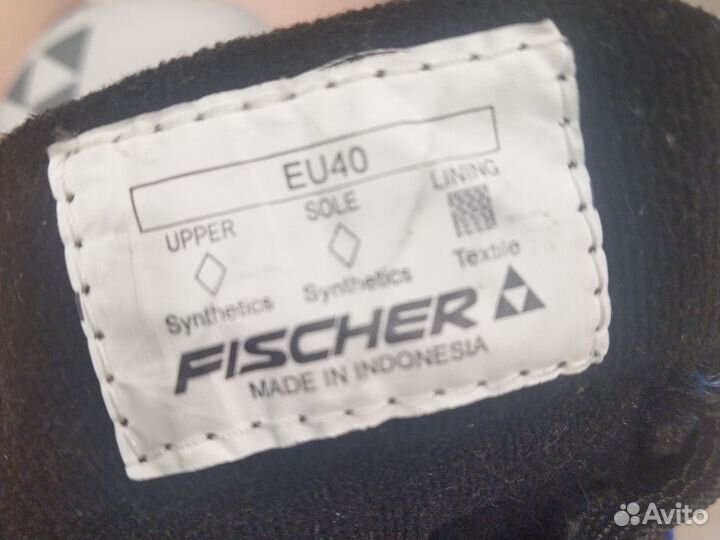 EU40
UPPER SOLE LINING
Synthetics Synthetics Textile
FISCHER
MADE IN INDONESIA
Avito